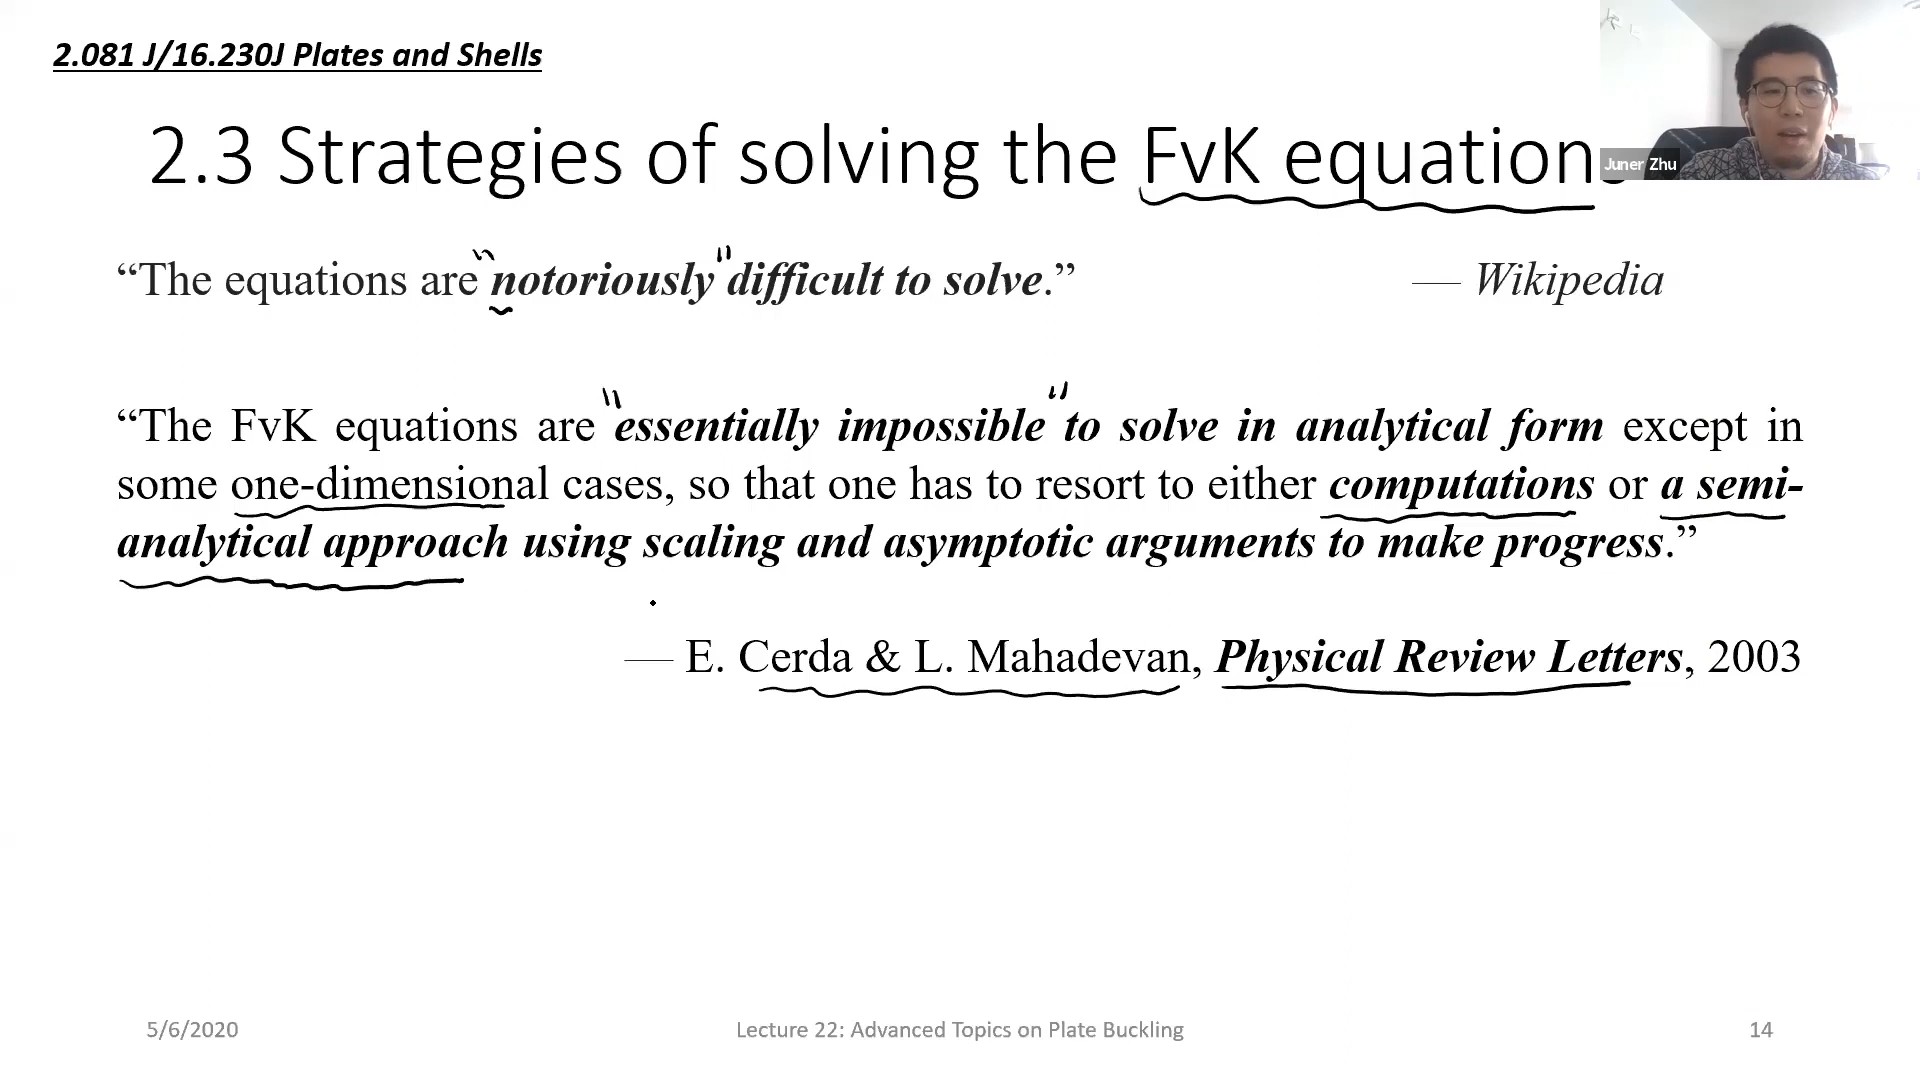 2.081 J/16.230J Plates and Shells
2.3 Strategies of solving the FvK equations
Juner Zhu
“The equations are notoriously difficult to solve.” — Wikipedia
“The FvK equations are essentially impossible to solve in analytical form except in
some one-dimensional cases, so that one has to resort to either computations or a semi-
analytical approach using scaling and asymptotic arguments to make progress.”
— E. Cerda & L. Mahadevan, Physical Review Letters, 2003
5/6/2020 Lecture 22: Advanced Topics on Plate Buckling 14